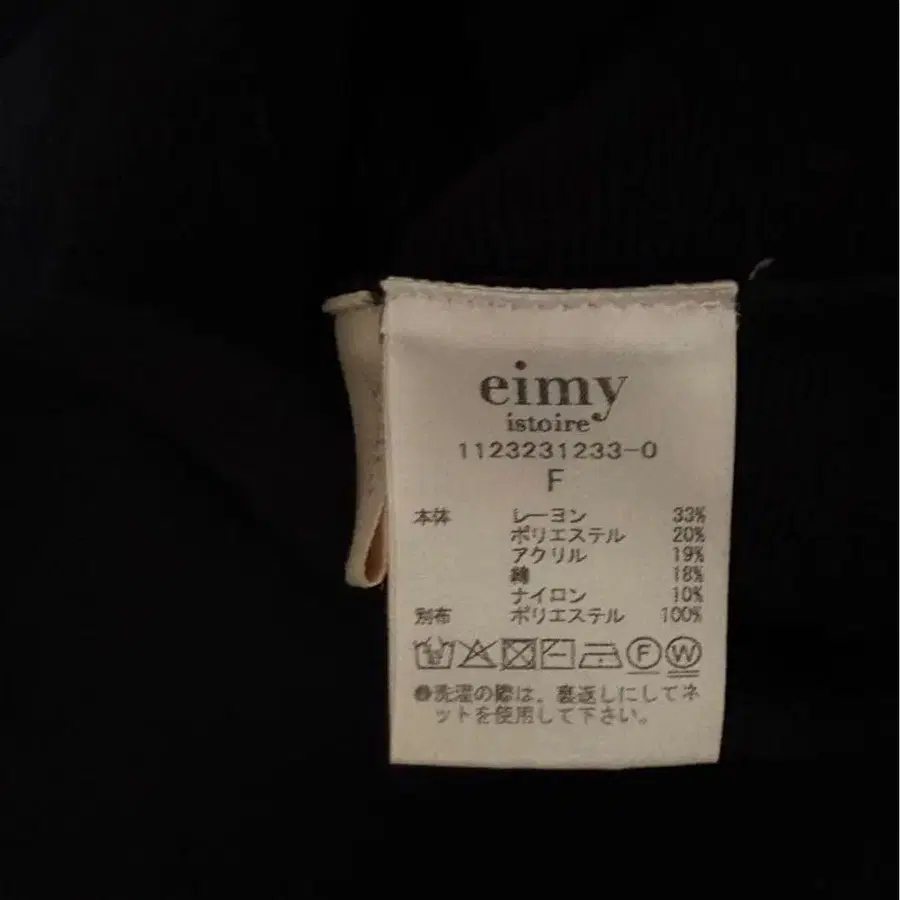 eimy
istoire
1123231233-0
F
本体 レーヨン 33%
ポリエステル 20%
アクリル 19%
綿 18%
ナイロン 10%
別布 ポリエステル 100%
F W
●洗濯の際は、裏返しにしてネ
ットを使用して下さい。